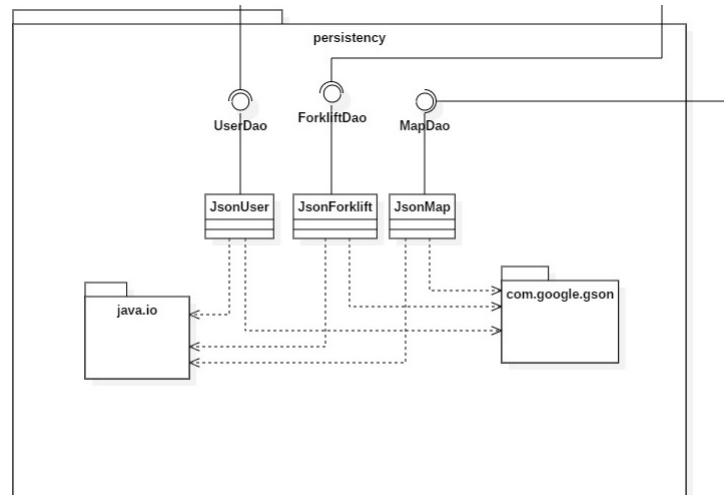 persistency
UserDao
ForkliftDao
MapDao
JsonUser
JsonForklift
JsonMap
java.io
com.google.gson